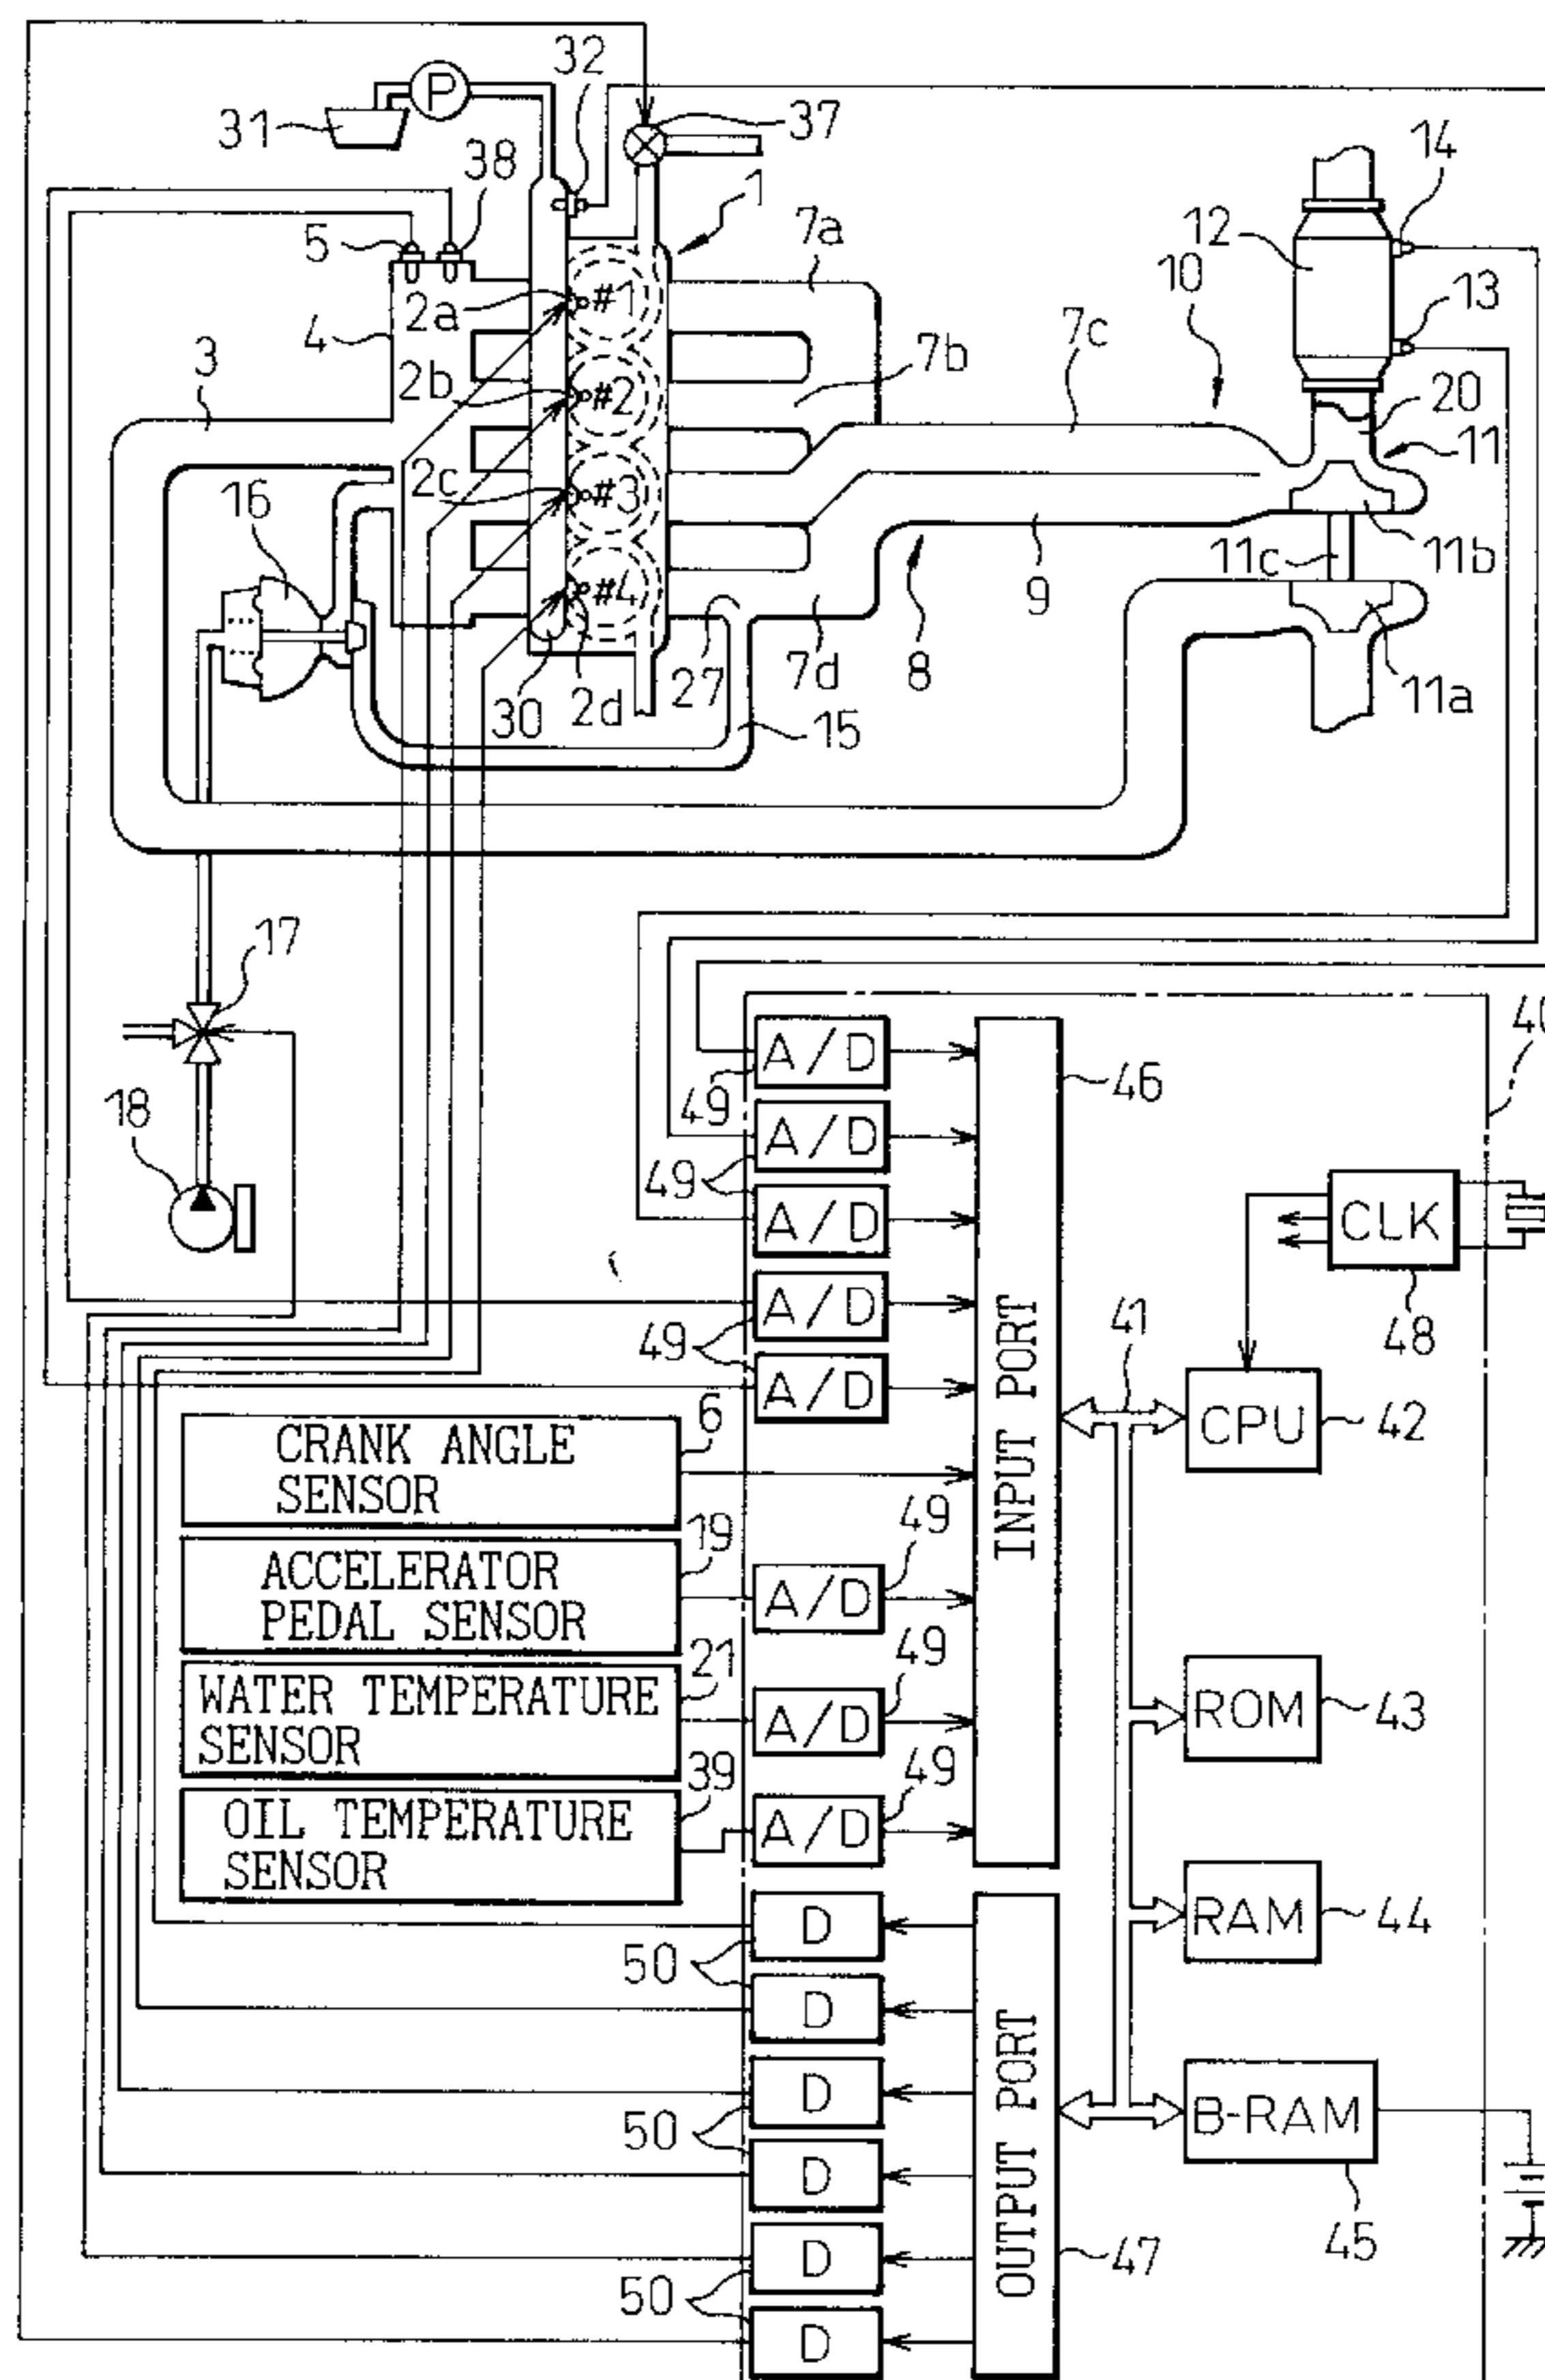 32
P
37
31
38
14
1
7a
12
5
10
2a
#1
13
4
7c
3
2b
#2
7b
20
11
2c
#3
16
11c
11b
#4
9
30
2d
27
7d
8
11a
15
17
40
A/D
46
49
18
A/D
49
A/D
CLK
A/D
41
48
49
A/D
6
CPU
42
CRANK ANGLE
SENSOR
INPUT PORT
19
49
ACCELERATOR
PEDAL SENSOR
A/D
21
49
WATER TEMPERATURE
SENSOR
A/D
ROM
43
39
49
OIL TEMPERATURE
SENSOR
A/D
D
RAM
44
50
D
D
OUTPUT PORT
B-RAM
50
D
45
D
47
50
D